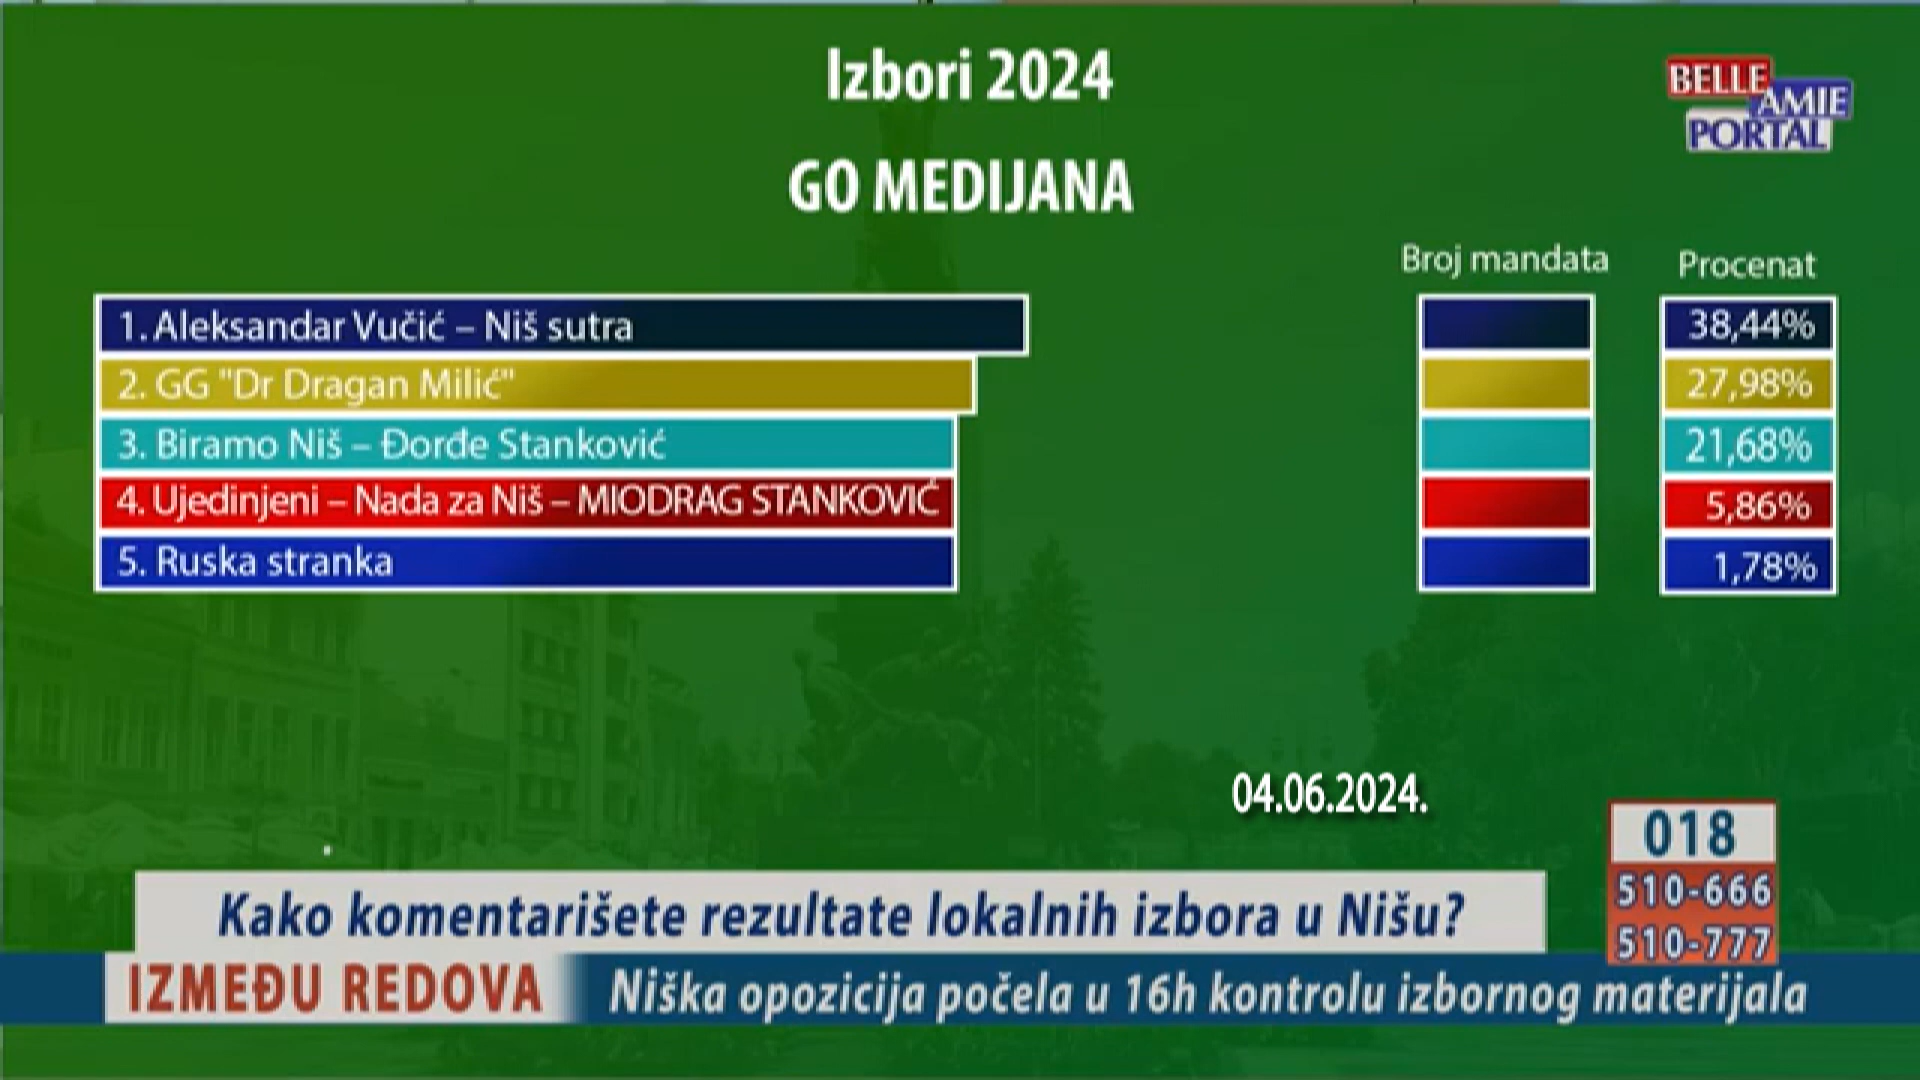 Izbori 2024
BELLE
AMIE
PORTAL
GO MEDIJANA
Broj mandata
Procenat
1. Aleksandar Vučić – Niš sutra
38,44%
2. GG "Dr Dragan Milić"
27,98%
3. Biramo Niš – Đorđe Stanković
21,68%
4. Ujedinjeni – Nada za Niš – MIODRAG STANKOVIĆ
5,86%
5. Ruska stranka
1,78%
04.06.2024.
018
510-666
510-777
Kako komentarišete rezultate lokalnih izbora u Nišu?
IZMEĐU REDOVA
Niška opozicija počela u 16h kontrolu izbornog materijala